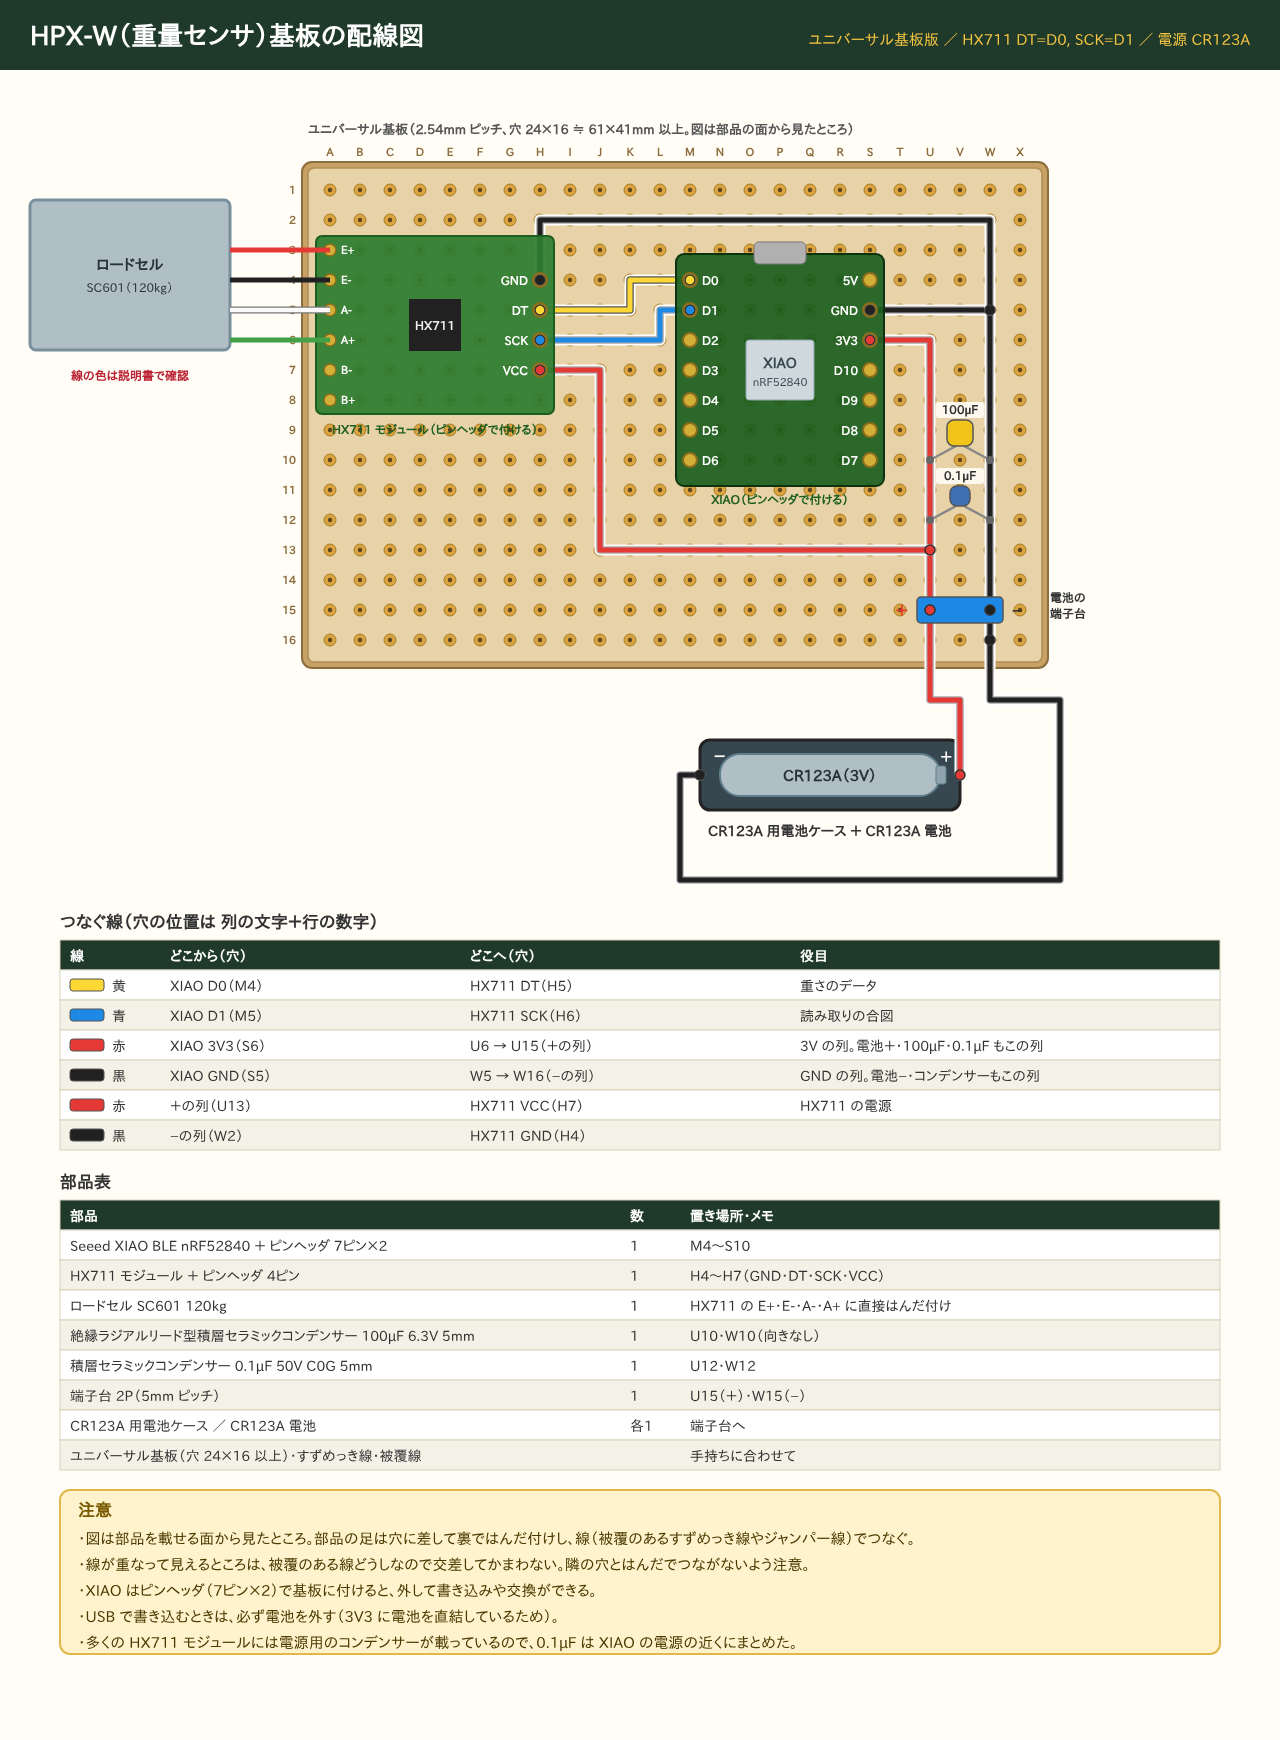 HPX-W（重量センサ）基板の配線図
ユニバーサル基板版 ／ HX711 DT=D0, SCK=D1 ／ 電源 CR123A
ユニバーサル基板（2.54mm ピッチ、穴 24×16 ≒ 61×41mm 以上。図は部品の面から見たところ）
A B C D E F G H I J K L M N O P Q R S T U V W X
1
2
3
4
5
6
7
8
9
10
11
12
13
14
15
16
ロードセル
SC601（120kg）
線の色は説明書で確認
E+
E-
A-
A+
B-
B+
HX711
GND
DT
SCK
VCC
HX711 モジュール（ピンヘッダで付ける）
D0
D1
D2
D3
D4
D5
D6
5V
GND
3V3
D10
D9
D8
D7
XIAO
nRF52840
XIAO（ピンヘッダで付ける）
100µF
0.1µF
+
−
電池の
端子台
−
+
CR123A（3V）
CR123A 用電池ケース ＋ CR123A 電池
つなぐ線（穴の位置は 列の文字＋行の数字）
線 どこから（穴） どこへ（穴） 役目
黄 XIAO D0（M4） HX711 DT（H5） 重さのデータ
青 XIAO D1（M5） HX711 SCK（H6） 読み取りの合図
赤 XIAO 3V3（S6） U6 → U15（＋の列） 3V の列。電池＋・100µF・0.1µF もこの列
黒 XIAO GND（S5） W5 → W16（−の列） GND の列。電池−・コンデンサーもこの列
赤 ＋の列（U13） HX711 VCC（H7） HX711 の電源
黒 −の列（W2） HX711 GND（H4）
部品表
部品 数 置き場所・メモ
Seeed XIAO BLE nRF52840 ＋ ピンヘッダ 7ピン×2 1 M4〜S10
HX711 モジュール ＋ ピンヘッダ 4ピン 1 H4〜H7（GND・DT・SCK・VCC）
ロードセル SC601 120kg 1 HX711 の E+・E-・A-・A+ に直接はんだ付け
絶縁ラジアルリード型積層セラミックコンデンサー 100µF 6.3V 5mm 1 U10・W10（向きなし）
積層セラミックコンデンサー 0.1µF 50V C0G 5mm 1 U12・W12
端子台 2P（5mm ピッチ） 1 U15（＋）・W15（−）
CR123A 用電池ケース ／ CR123A 電池 各1 端子台へ
ユニバーサル基板（穴 24×16 以上）・すずめっき線・被覆線 手持ちに合わせて
注意
・図は部品を載せる面から見たところ。部品の足は穴に差して裏ではんだ付けし、線（被覆のあるすずめっき線やジャンパー線）でつなぐ。
・線が重なって見えるところは、被覆のある線どうしなので交差してかまわない。隣の穴とはんだでつながないよう注意。
・XIAO はピンヘッダ（7ピン×2）で基板に付けると、外して書き込みや交換ができる。
・USB で書き込むときは、必ず電池を外す（3V3 に電池を直結しているため）。
・多くの HX711 モジュールには電源用のコンデンサーが載っているので、0.1µF は XIAO の電源の近くにまとめた。